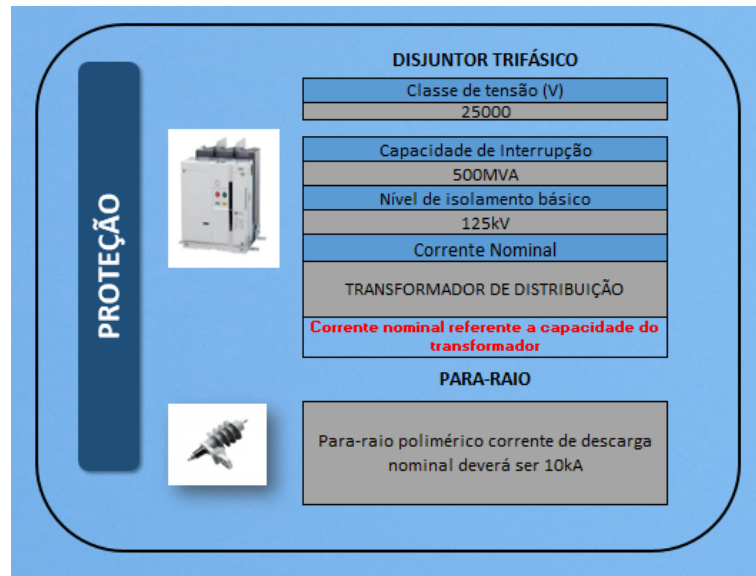 PROTEÇÃO
DISJUNTOR TRIFÁSICO
Classe de tensão (V)
25000
Capacidade de Interrupção
500MVA
Nível de isolamento básico
125kV
Corrente Nominal
TRANSFORMADOR DE DISTRIBUIÇÃO
Corrente nominal referente a capacidade do
transformador
PARA-RAIO
Para-raio polimérico corrente de descarga
nominal deverá ser 10kA